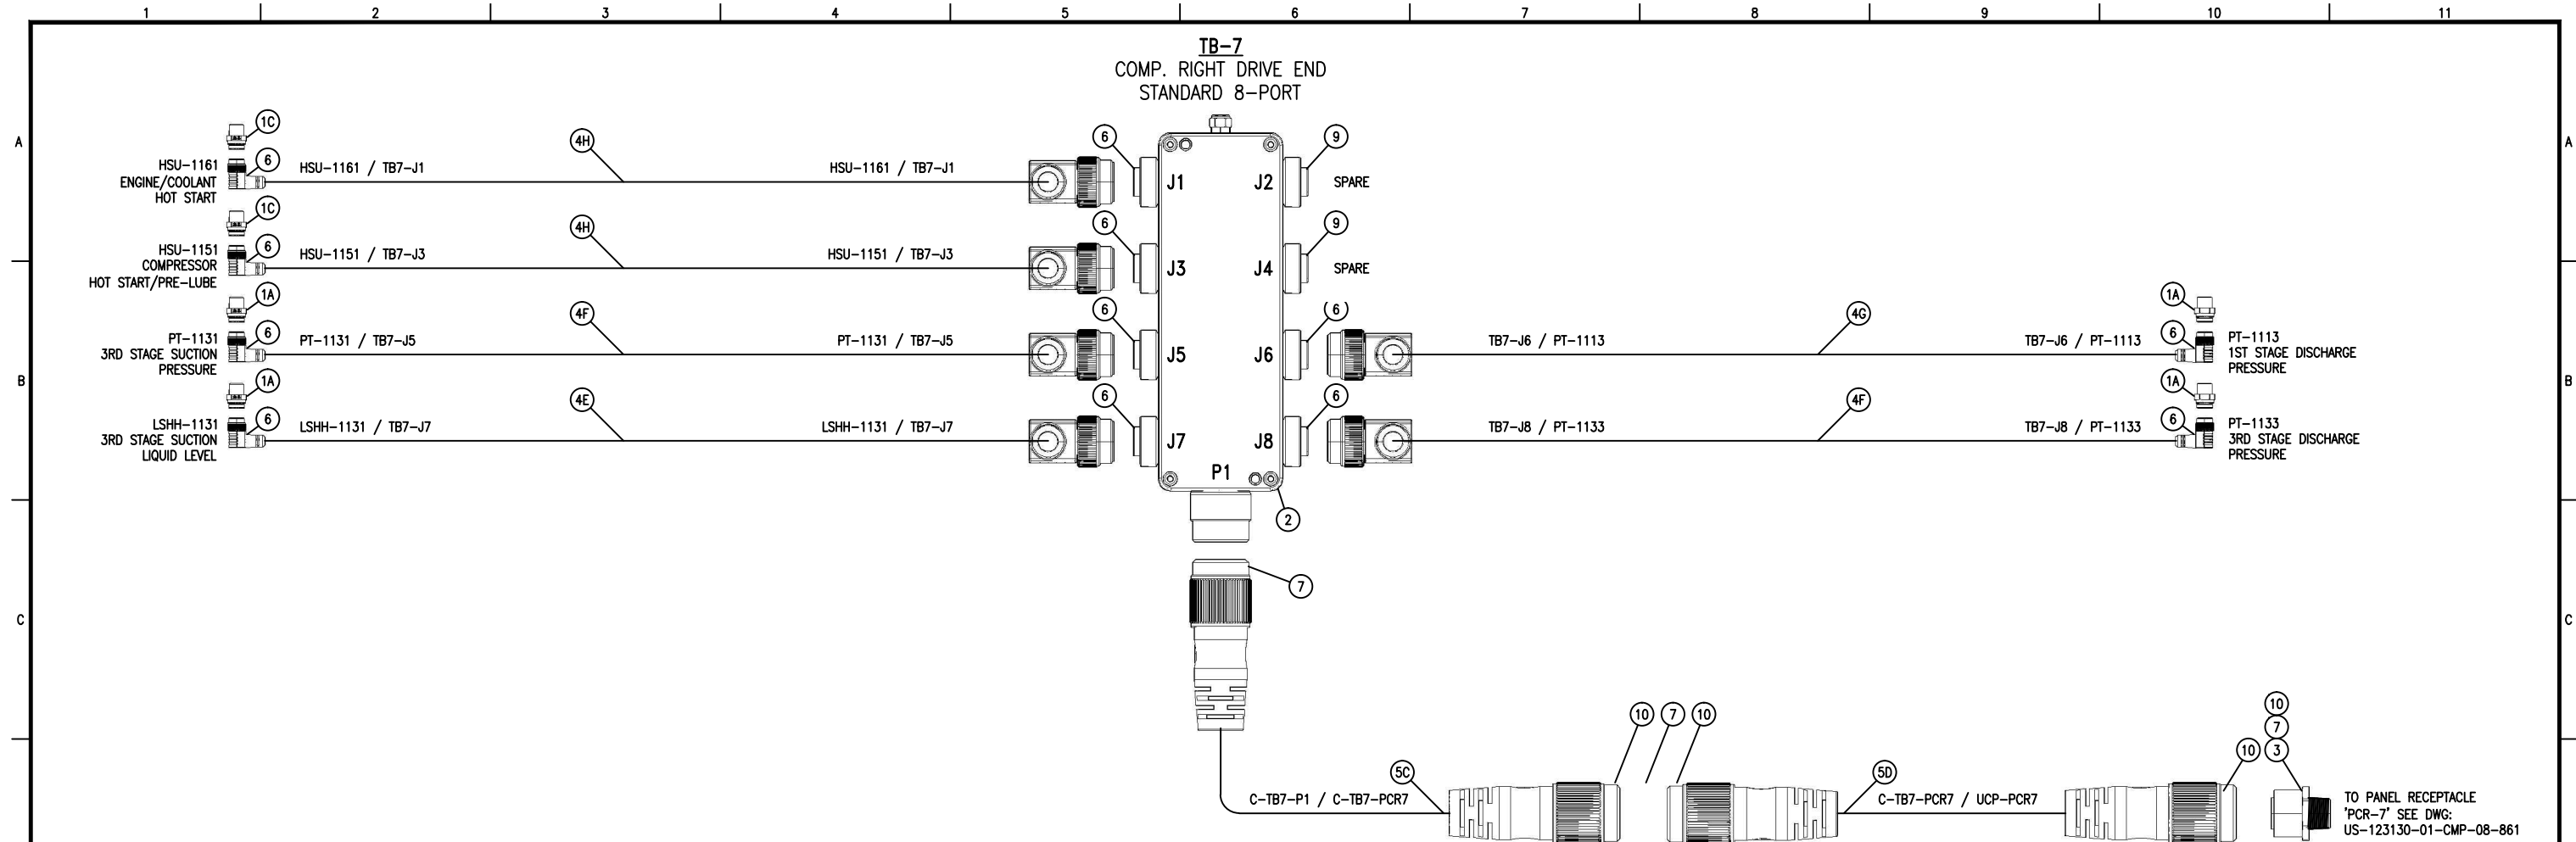 1 2 3 4 5 6 7 8 9 10 11
TB-7
COMP. RIGHT DRIVE END
STANDARD 8-PORT
A
A
1C
HSU-1161
ENGINE/COOLANT
HOT START
6
HSU-1161 / TB7-J1
4H
HSU-1161 / TB7-J1
6
J1
J2
9
SPARE
1C
HSU-1151
COMPRESSOR
HOT START/PRE-LUBE
6
HSU-1151 / TB7-J3
4H
HSU-1151 / TB7-J3
6
J3
J4
9
SPARE
1A
PT-1131
3RD STAGE SUCTION
PRESSURE
6
PT-1131 / TB7-J5
4F
PT-1131 / TB7-J5
6
J5
J6
6
TB7-J6 / PT-1113
4G
TB7-J6 / PT-1113
1A
6
PT-1113
1ST STAGE DISCHARGE
PRESSURE
B
B
1A
LSHH-1131
3RD STAGE SUCTION
LIQUID LEVEL
6
LSHH-1131 / TB7-J7
4E
LSHH-1131 / TB7-J7
6
J7
J8
6
TB7-J8 / PT-1133
4F
TB7-J8 / PT-1133
1A
6
PT-1133
3RD STAGE DISCHARGE
PRESSURE
P1
2
7
C
C
C-TB7-P1 / C-TB7-PCR7
5C
10
7
10
5D
C-TB7-PCR7 / UCP-PCR7
10
10
7
3
TO PANEL RECEPTACLE
'PCR-7' SEE DWG:
US-123130-01-CMP-08-861